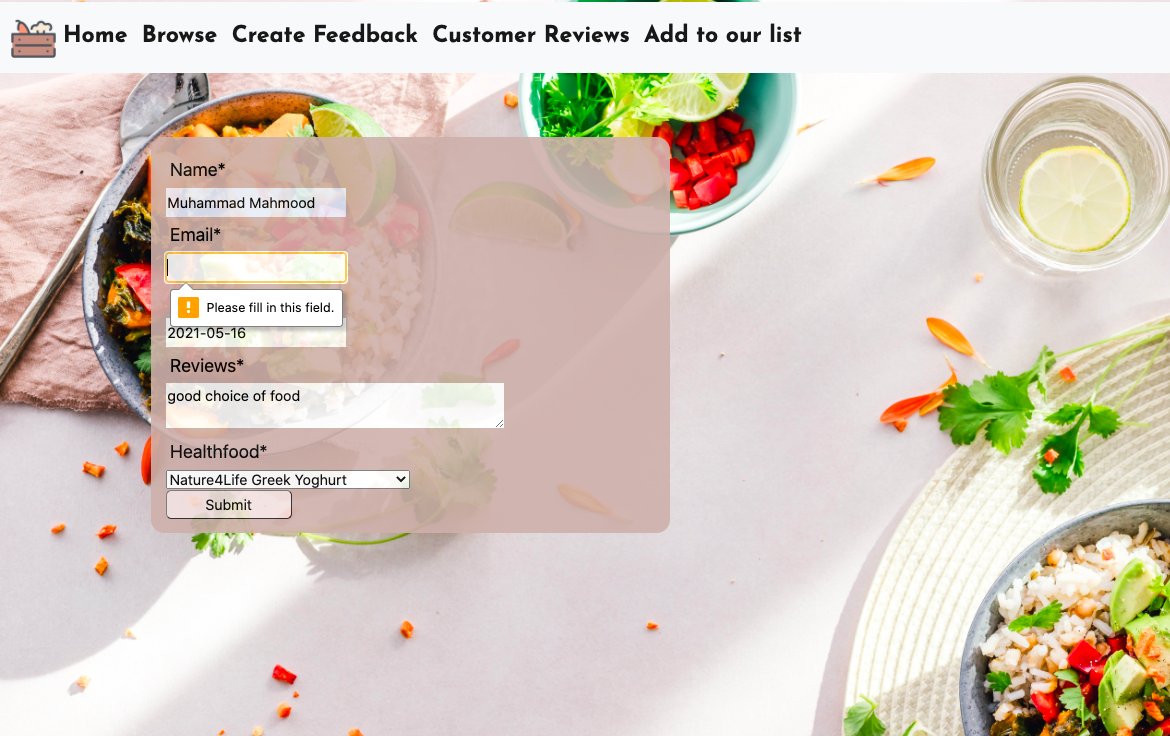 Home Browse Create Feedback Customer Reviews Add to our list
Name*
Muhammad Mahmood
Email*
! Please fill in this field.
2021-05-16
Reviews*
good choice of food
Healthfood*
Nature4Life Greek Yoghurt
Submit